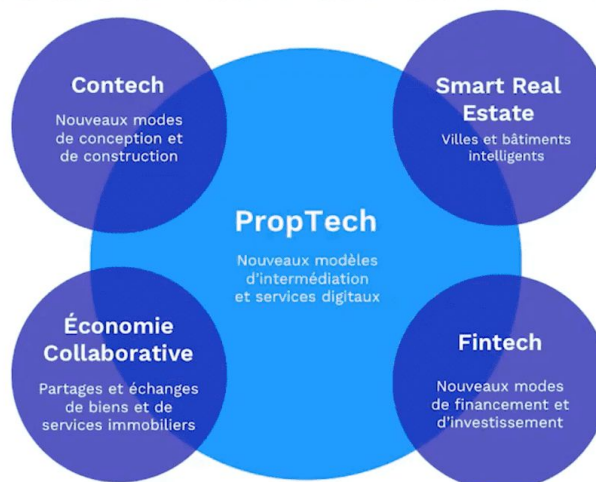 Contech
Nouveaux modes
de conception et
de construction
Smart Real
Estate
Villes et bâtiments
intelligents
PropTech
Nouveaux modèles
d'intermédiation
et services digitaux
Économie
Collaborative
Partages et échanges
de biens et de
services immobiliers
Fintech
Nouveaux modes
de financement et
d'investissement